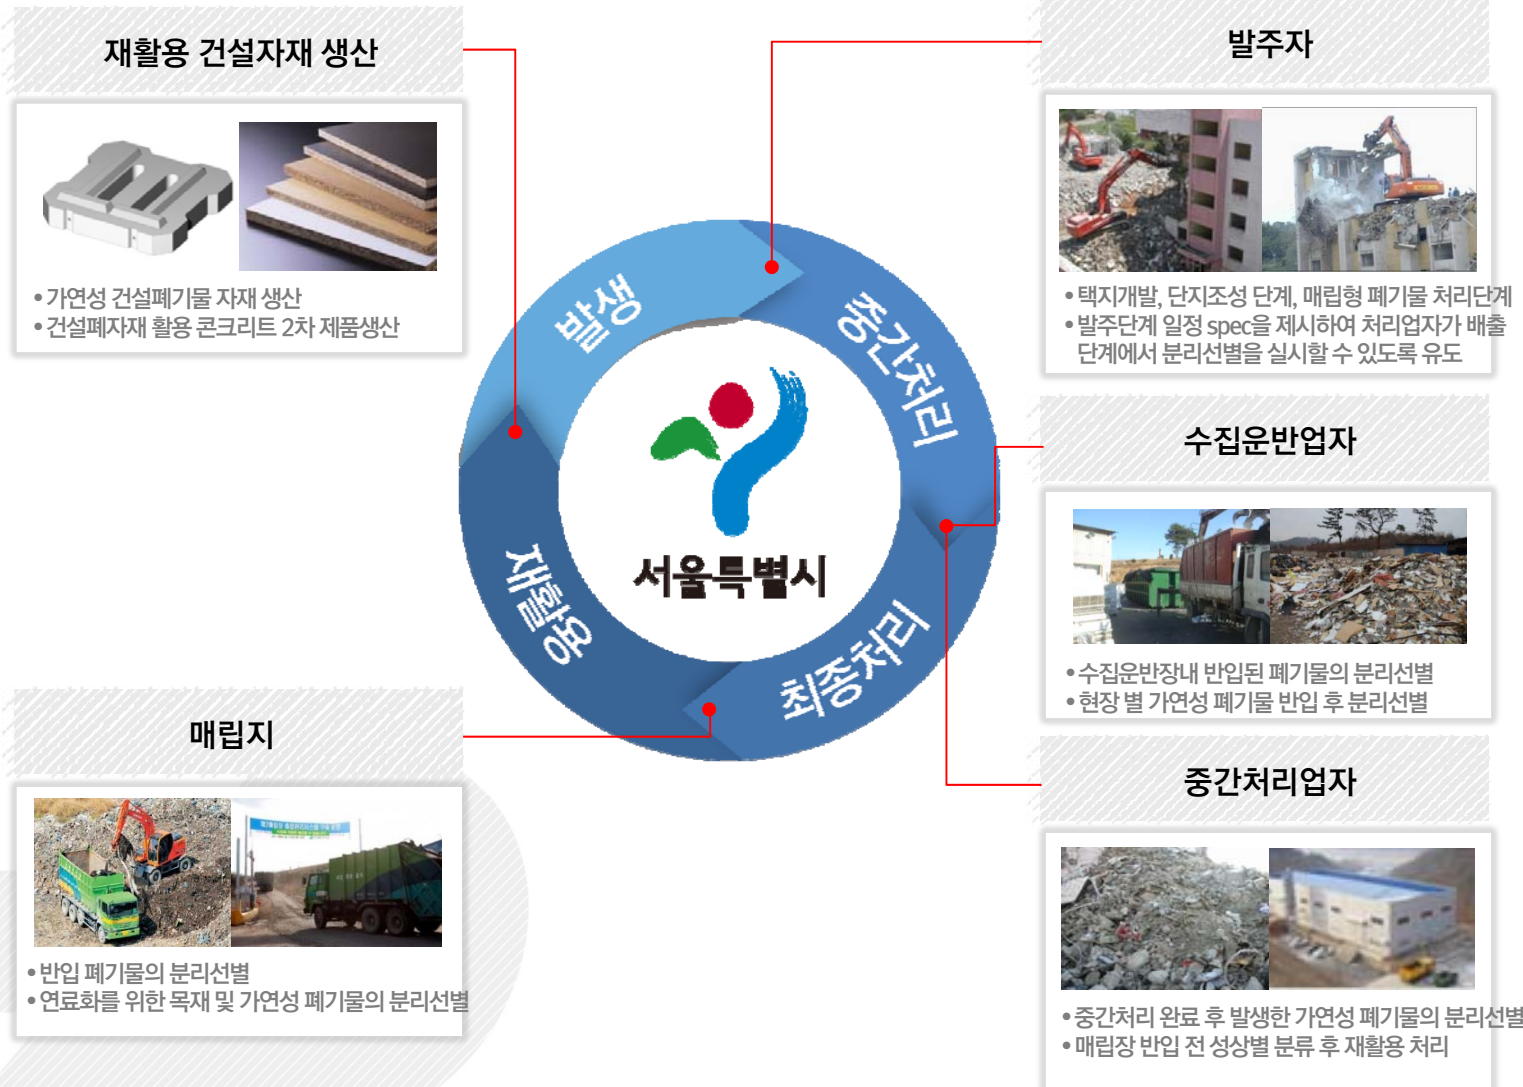 재활용 건설자재 생산
• 가연성 건설폐기물 자재 생산
• 건설폐자재 활용 콘크리트 2차 제품생산
발주자
• 택지개발, 단지조성 단계, 매립형 폐기물 처리단계
• 발주단계 일정 spec을 제시하여 처리업자가 배출
단계에서 분리선별을 실시할 수 있도록 유도
발생
중간처리
최종처리
재활용
서울특별시
수집운반업자
• 수집운반장내 반입된 폐기물의 분리선별
• 현장 별 가연성 폐기물 반입 후 분리선별
매립지
• 반입 폐기물의 분리선별
• 연료화를 위한 목재 및 가연성 폐기물의 분리선별
중간처리업자
• 중간처리 완료 후 발생한 가연성 폐기물의 분리선별
• 매립장 반입 전 성상별 분류 후 재활용 처리